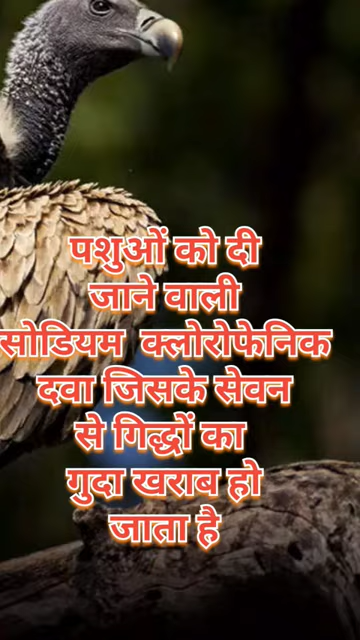 पशुओं को दी
जाने वाली
सोडियम क्लोरोफेनिक
दवा जिसके सेवन
से गिद्धों का
गुदा खराब हो
जाता है